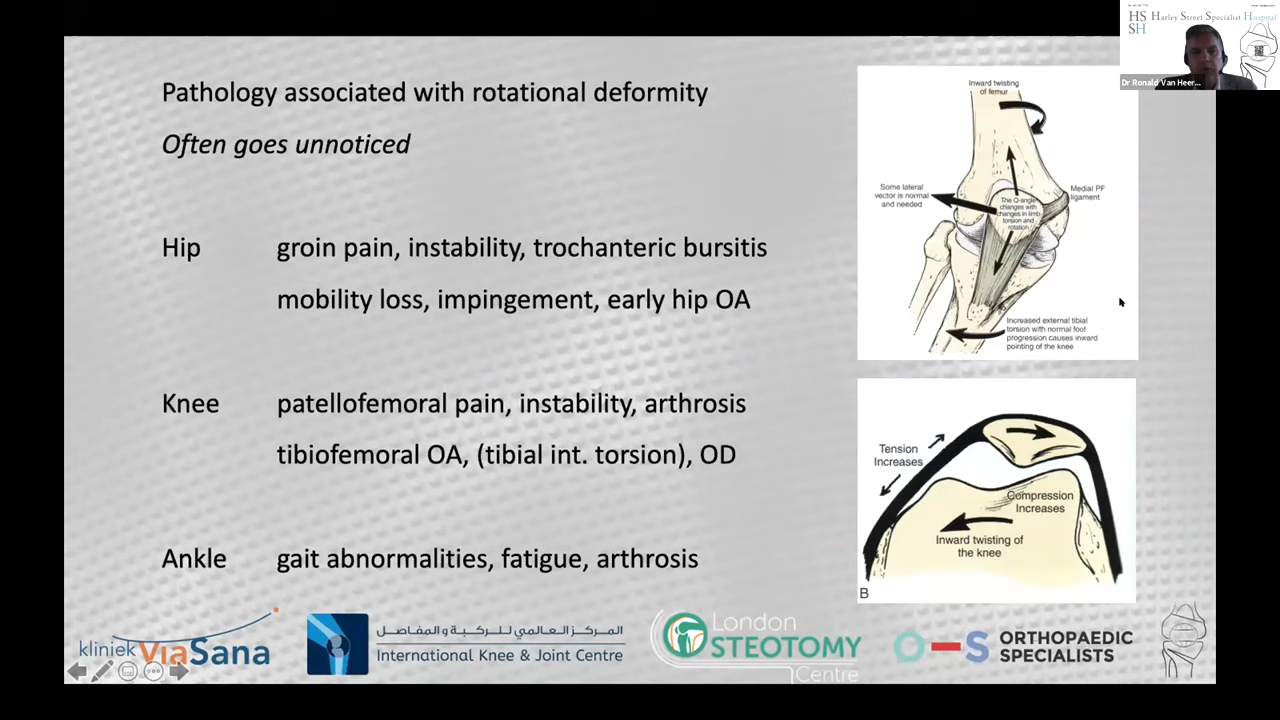 HS
SH
Harley Street Specialist Hospital
Dr Ronald Van Heer...
Pathology associated with rotational deformity
Often goes unnoticed
Hip groin pain, instability, trochanteric bursitis
mobility loss, impingement, early hip OA
Knee patellofemoral pain, instability, arthrosis
tibiofemoral OA, (tibial int. torsion), OD
Ankle gait abnormalities, fatigue, arthrosis
Inward twisting
of femur
Some lateral
vector is normal
and needed
Medial PF
ligament
The Q-angle
changes with
changes in limb
torsion and
rotation
Increased external tibial
torsion with normal foot
progression causes inward
pointing of the knee
Tension
Increases
Compression
Increases
Inward twisting of
the knee
B
kliniek ViaSana
المركز العالمي للركبة والمفاصل
International Knee & Joint Centre
London
STEOTOMY
Centre
O-S ORTHOPAEDIC
SPECIALISTS